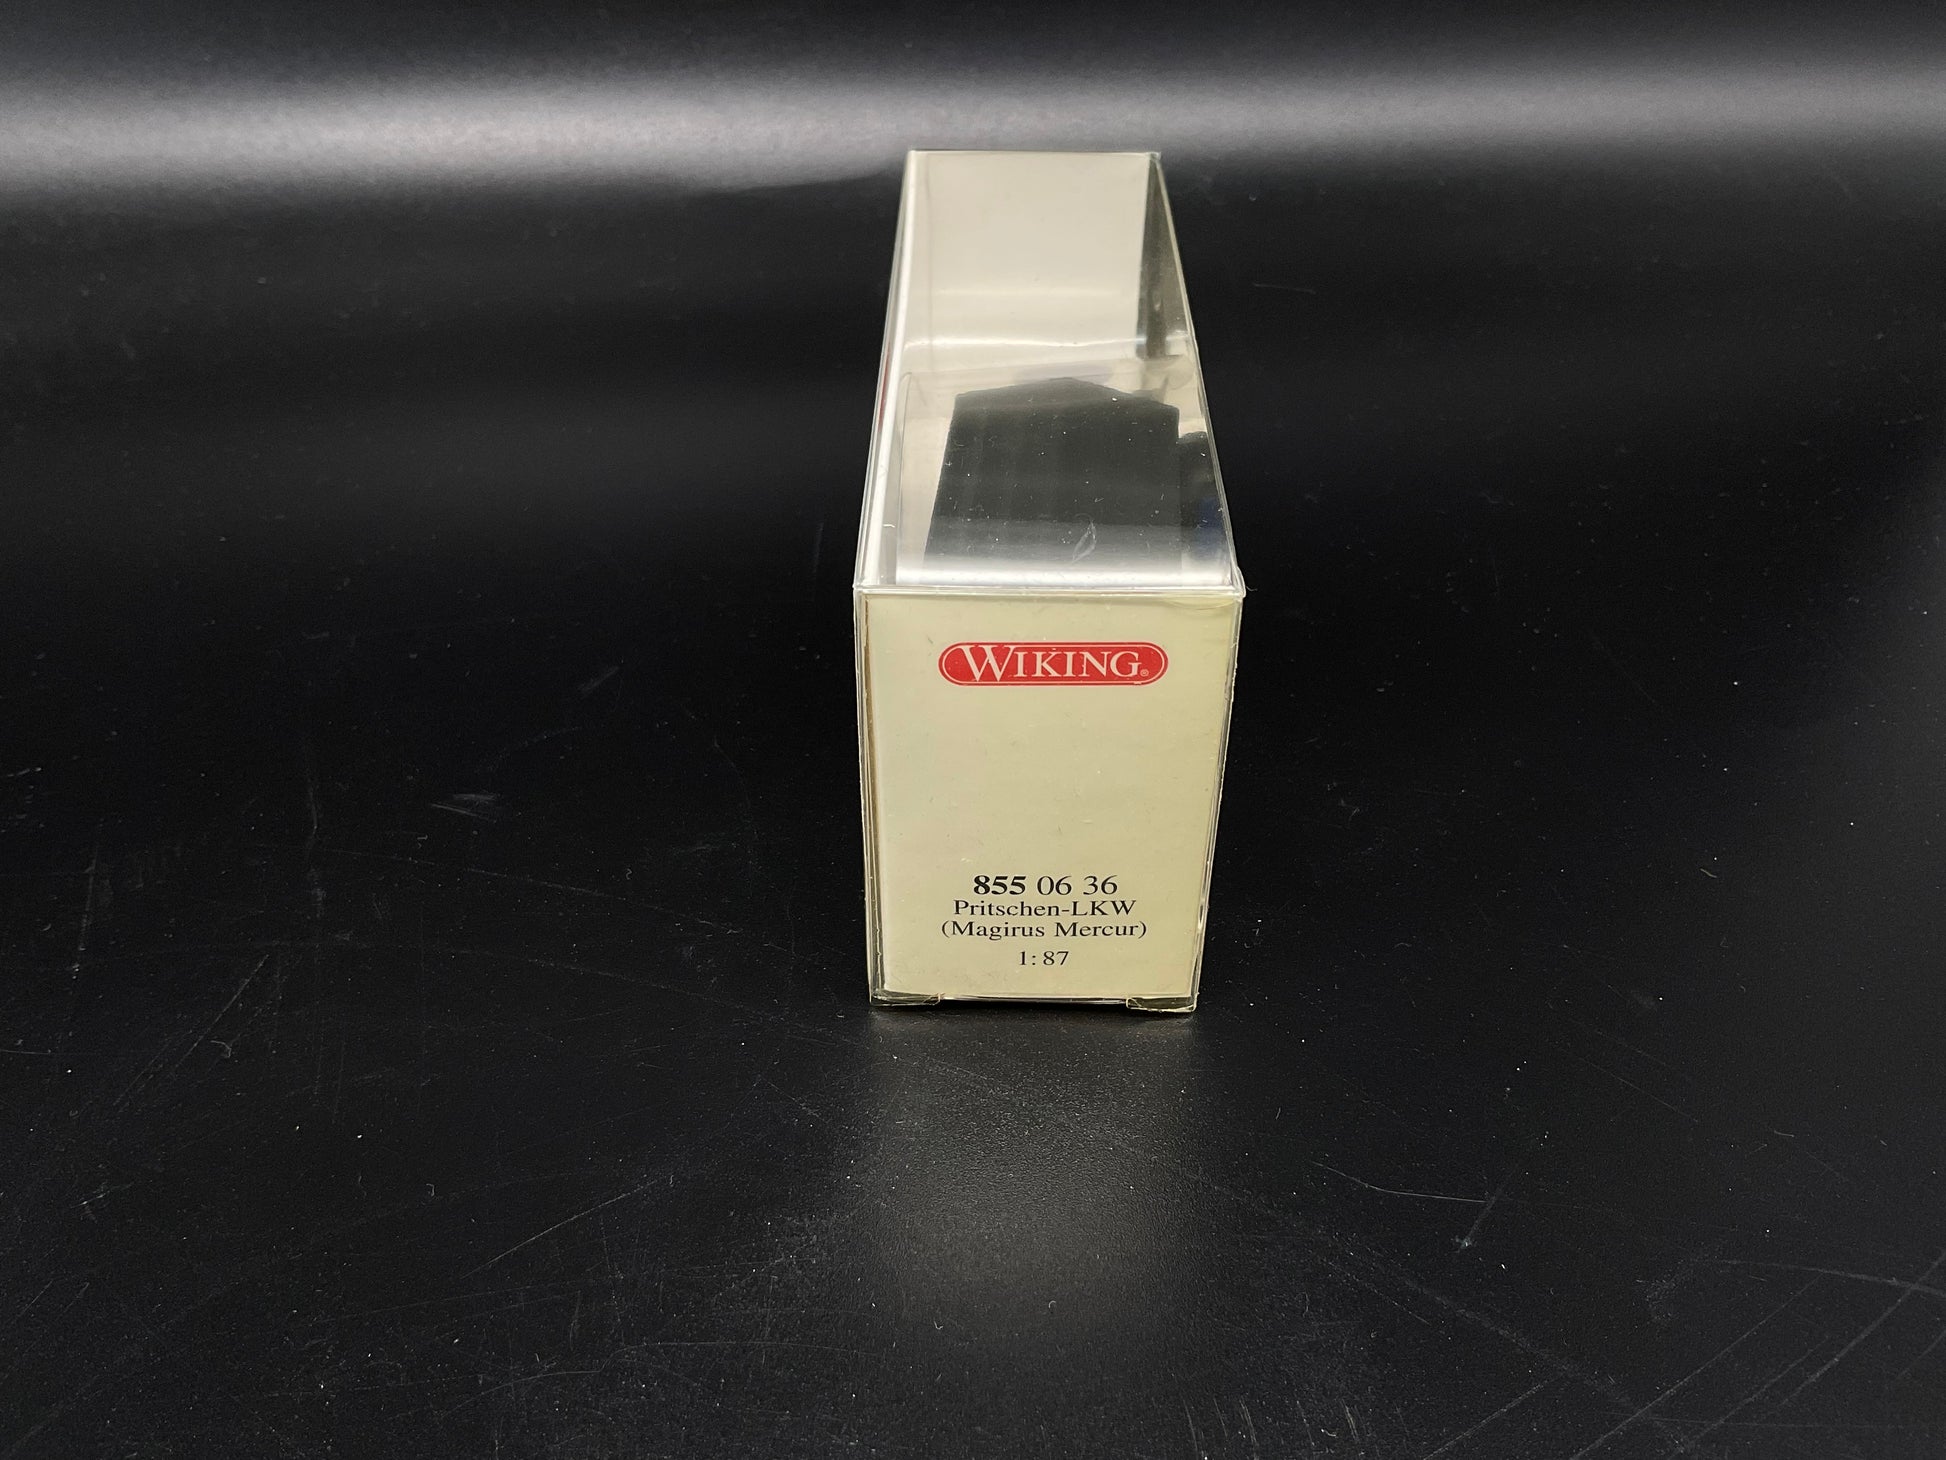 WIKING®
855 06 36
Pritschen-LKW
(Magirus Mercur)
1:87